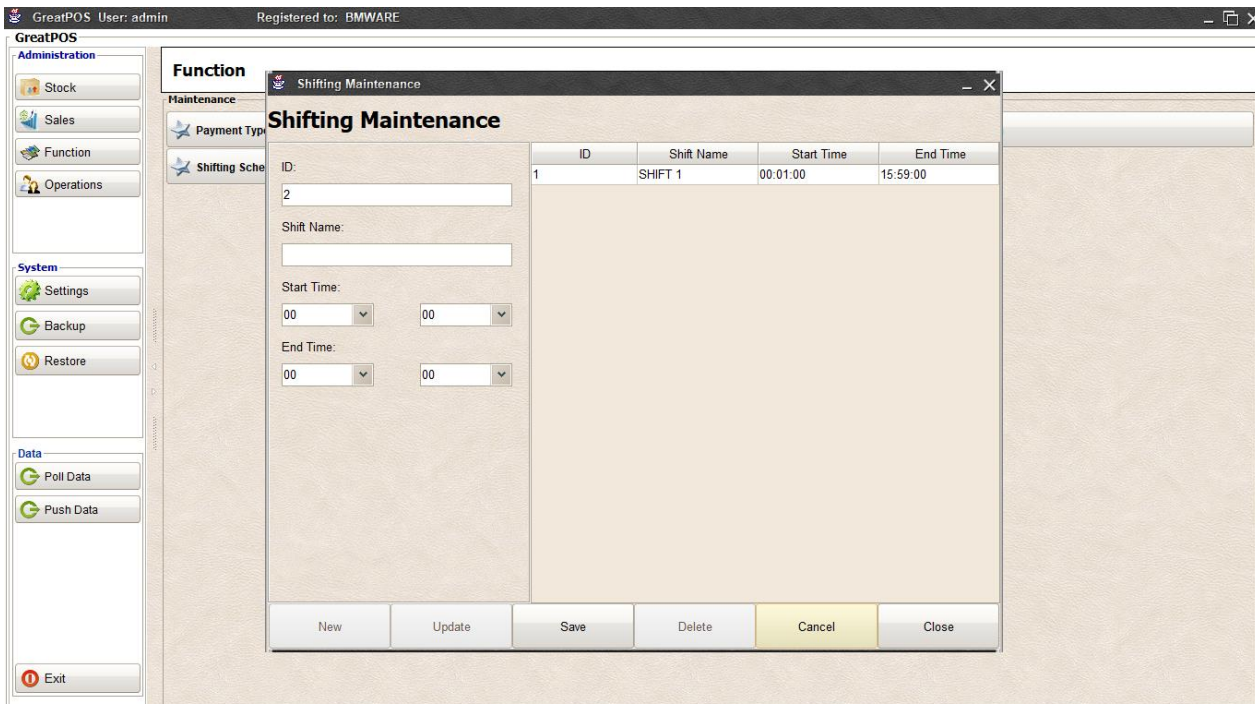 GreatPOS User: admin Registered to: BMWARE
GreatPOS
Administration
Stock
Sales
Function
Operations
System
Settings
Backup
Restore
Data
Poll Data
Push Data
Exit
Function
Maintenance
Payment Type
Shifting Sche
Shifting Maintenance
Shifting Maintenance
ID:
2
Shift Name:
Start Time:
00 00
End Time:
00 00
ID Shift Name Start Time End Time
1 SHIFT 1 00:01:00 15:59:00
New Update Save Delete Cancel Close